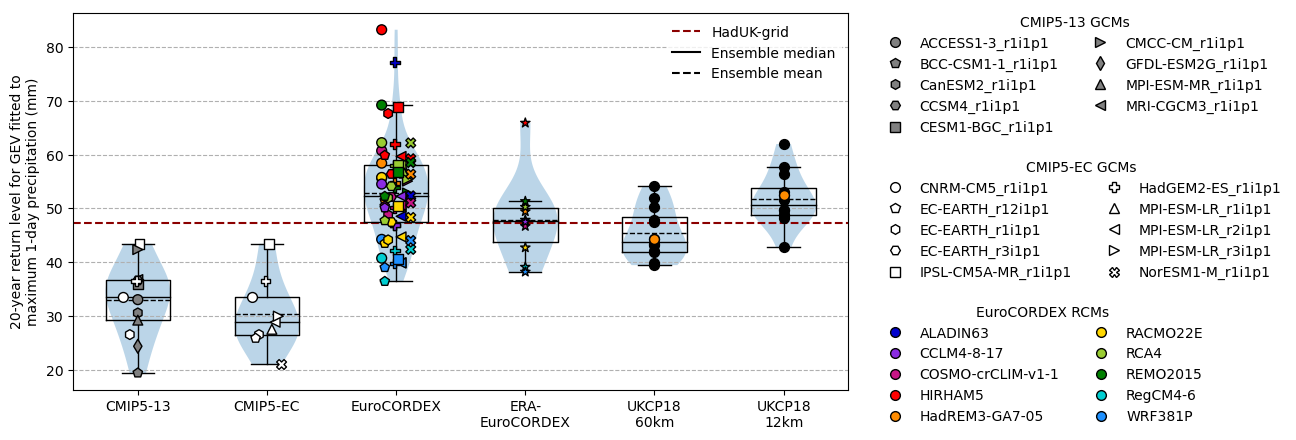 20-year return level for GEV fitted to
maximum 1-day precipitation (mm)
80
70
60
50
40
30
20
CMIP5-13
CMIP5-EC
EuroCORDEX
ERA-
EuroCORDEX
UKCP18
60km
UKCP18
12km
HadUK-grid
Ensemble median
Ensemble mean
CMIP5-13 GCMs
ACCESS1-3_r1i1p1
BCC-CSM1-1_r1i1p1
CanESM2_r1i1p1
CCSM4_r1i1p1
CESM1-BGC_r1i1p1
CMCC-CM_r1i1p1
GFDL-ESM2G_r1i1p1
MPI-ESM-MR_r1i1p1
MRI-CGCM3_r1i1p1
CMIP5-EC GCMs
CNRM-CM5_r1i1p1
EC-EARTH_r12i1p1
EC-EARTH_r1i1p1
EC-EARTH_r3i1p1
IPSL-CM5A-MR_r1i1p1
HadGEM2-ES_r1i1p1
MPI-ESM-LR_r1i1p1
MPI-ESM-LR_r2i1p1
MPI-ESM-LR_r3i1p1
NorESM1-M_r1i1p1
EuroCORDEX RCMs
ALADIN63
CCLM4-8-17
COSMO-crCLIM-v1-1
HIRHAM5
HadREM3-GA7-05
RACMO22E
RCA4
REMO2015
RegCM4-6
WRF381P